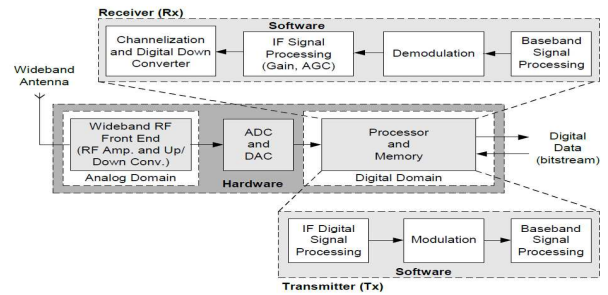 Receiver (Rx)
Software
Channelization
and Digital Down
Converter
IF Signal
Processing
(Gain, AGC)
Demodulation
Baseband
Signal
Processing
Wideband
Antenna
Wideband RF
Front End
(RF Amp. and Up/
Down Conv.)
Analog Domain
ADC
and
DAC
Hardware
Processor
and
Memory
Digital Domain
Digital
Data
(bitstream)
IF Digital
Signal
Processing
Modulation
Baseband
Signal
Processing
Software
Transmitter (Tx)